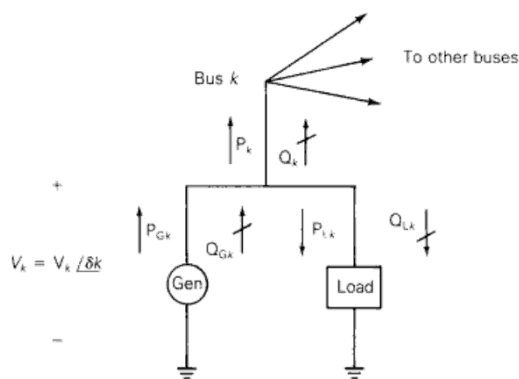 To other buses
Bus k
P_k
Q_k
+
P_Gk
Q_Gk
P_Lk
Q_Lk
V_k = V_k /δk
Gen
Load
−